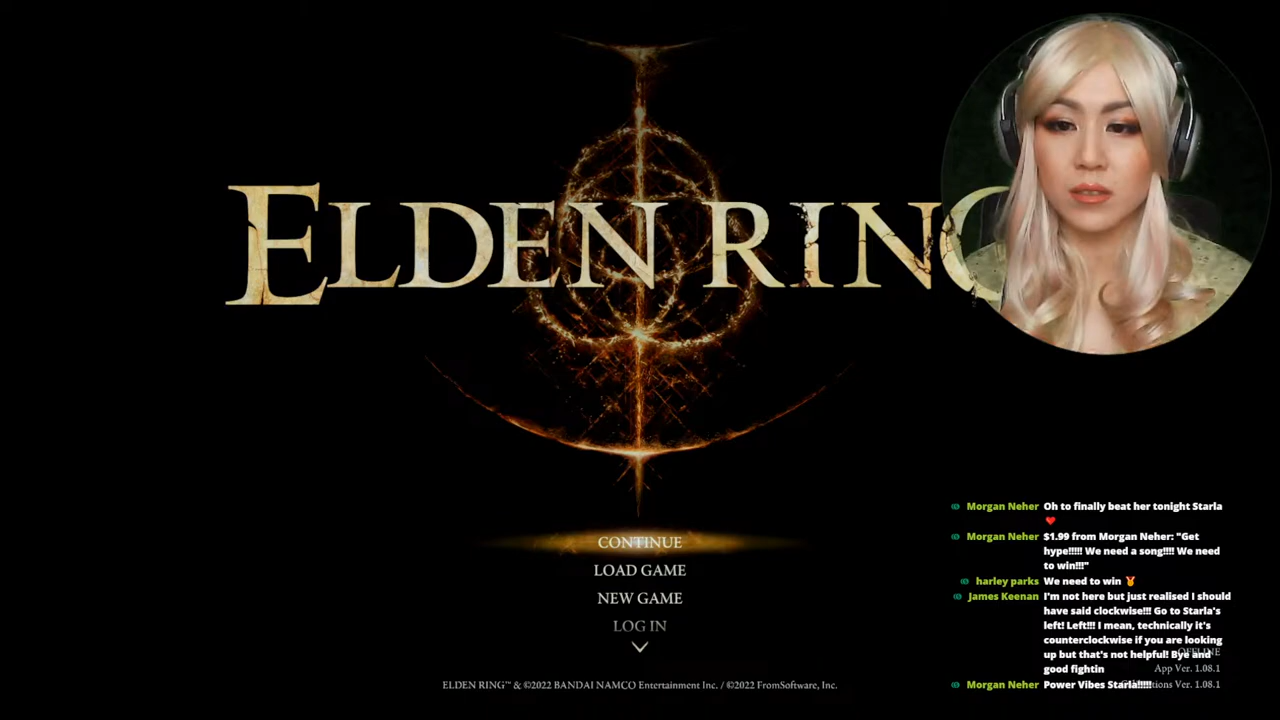 ELDEN RING
CONTINUE
LOAD GAME
NEW GAME
LOG IN
ELDEN RING™ & ©2022 BANDAI NAMCO Entertainment Inc. / ©2022 FromSoftware, Inc.
Morgan Neher Oh to finally beat her tonight Starla
❤️
Morgan Neher $1.99 from Morgan Neher: "Get
hype!!!!! We need a song!!!! We need
to win!!!"
harley parks We need to win 🏅
James Keenan I'm not here but just realised I should
have said clockwise!!! Go to Starla's
left! Left!!! I mean, technically it's
counterclockwise if you are looking
up but that's not helpful! Bye and
good fightin
OFFLINE
App Ver. 1.08.1
Morgan Neher Power Vibes Starla!!!!!
Ver. 1.08.1